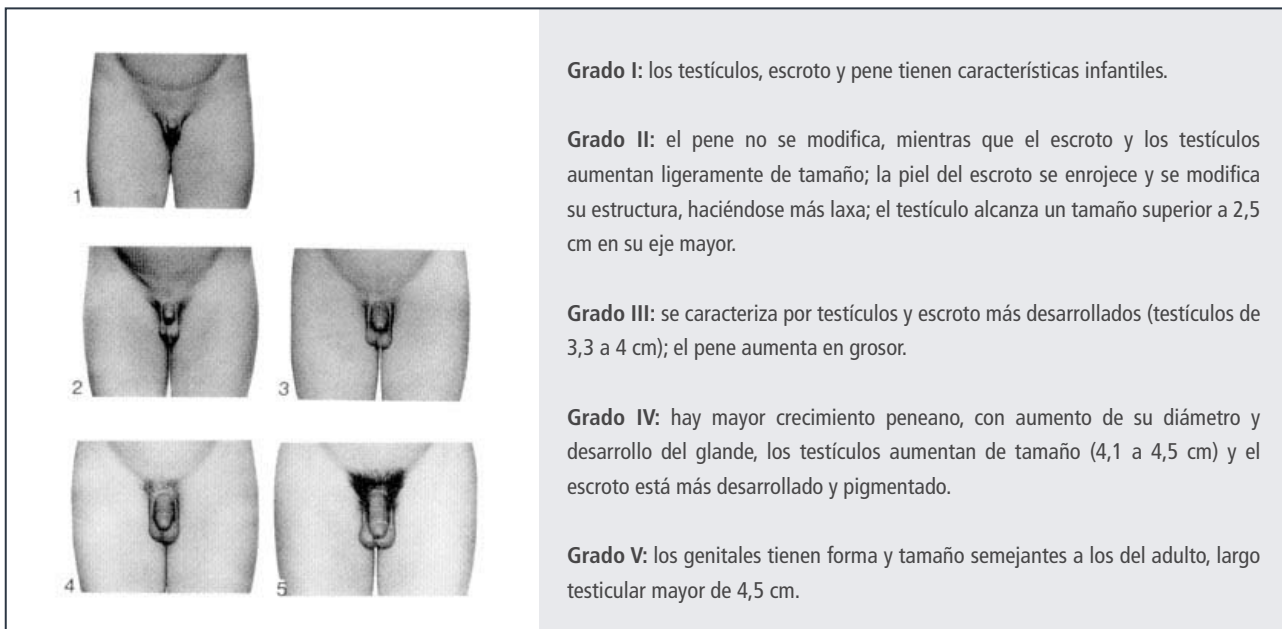 1
2
3
4
5
Grado I: los testículos, escroto y pene tienen características infantiles.
Grado II: el pene no se modifica, mientras que el escroto y los testículos
aumentan ligeramente de tamaño; la piel del escroto se enrojece y se modifica
su estructura, haciéndose más laxa; el testículo alcanza un tamaño superior a 2,5
cm en su eje mayor.
Grado III: se caracteriza por testículos y escroto más desarrollados (testículos de
3,3 a 4 cm); el pene aumenta en grosor.
Grado IV: hay mayor crecimiento peneano, con aumento de su diámetro y
desarrollo del glande, los testículos aumentan de tamaño (4,1 a 4,5 cm) y el
escroto está más desarrollado y pigmentado.
Grado V: los genitales tienen forma y tamaño semejantes a los del adulto, largo
testicular mayor de 4,5 cm.